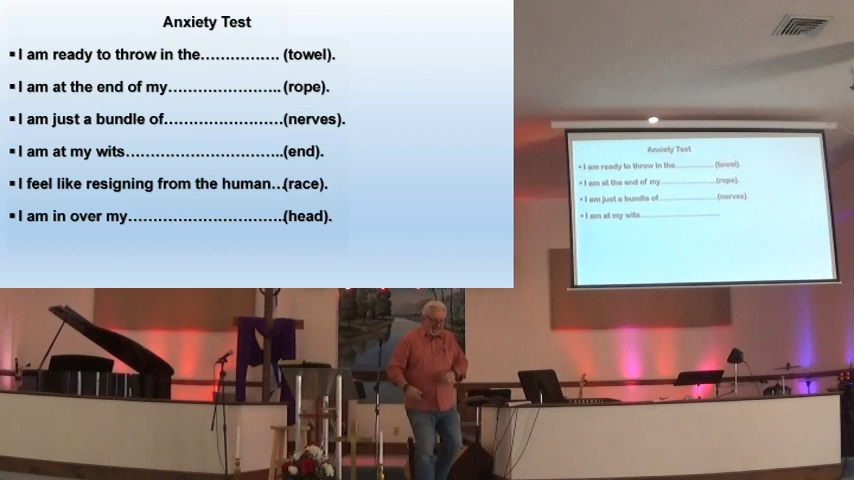 Anxiety Test
▪ I am ready to throw in the................ (towel).
▪ I am at the end of my...................... (rope).
▪ I am just a bundle of........................(nerves).
▪ I am at my wits................................(end).
▪ I feel like resigning from the human...(race).
▪ I am in over my...............................(head).
Anxiety Test
▪ I am ready to throw in the................ (towel).
▪ I am at the end of my...................... (rope).
▪ I am just a bundle of........................(nerves).
▪ I am at my wits................................